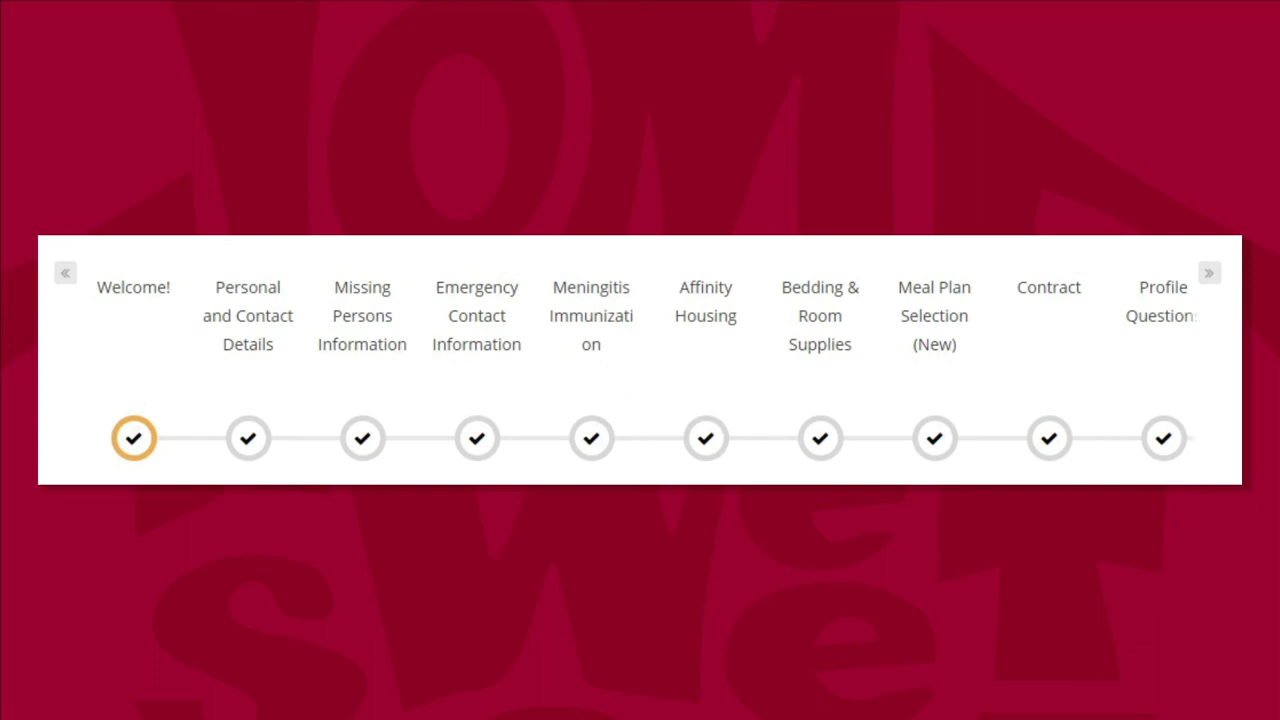 «
»
Welcome!
Personal
and Contact
Details
Missing
Persons
Information
Emergency
Contact
Information
Meningitis
Immunizati
on
Affinity
Housing
Bedding &
Room
Supplies
Meal Plan
Selection
(New)
Contract
Profile
Questions